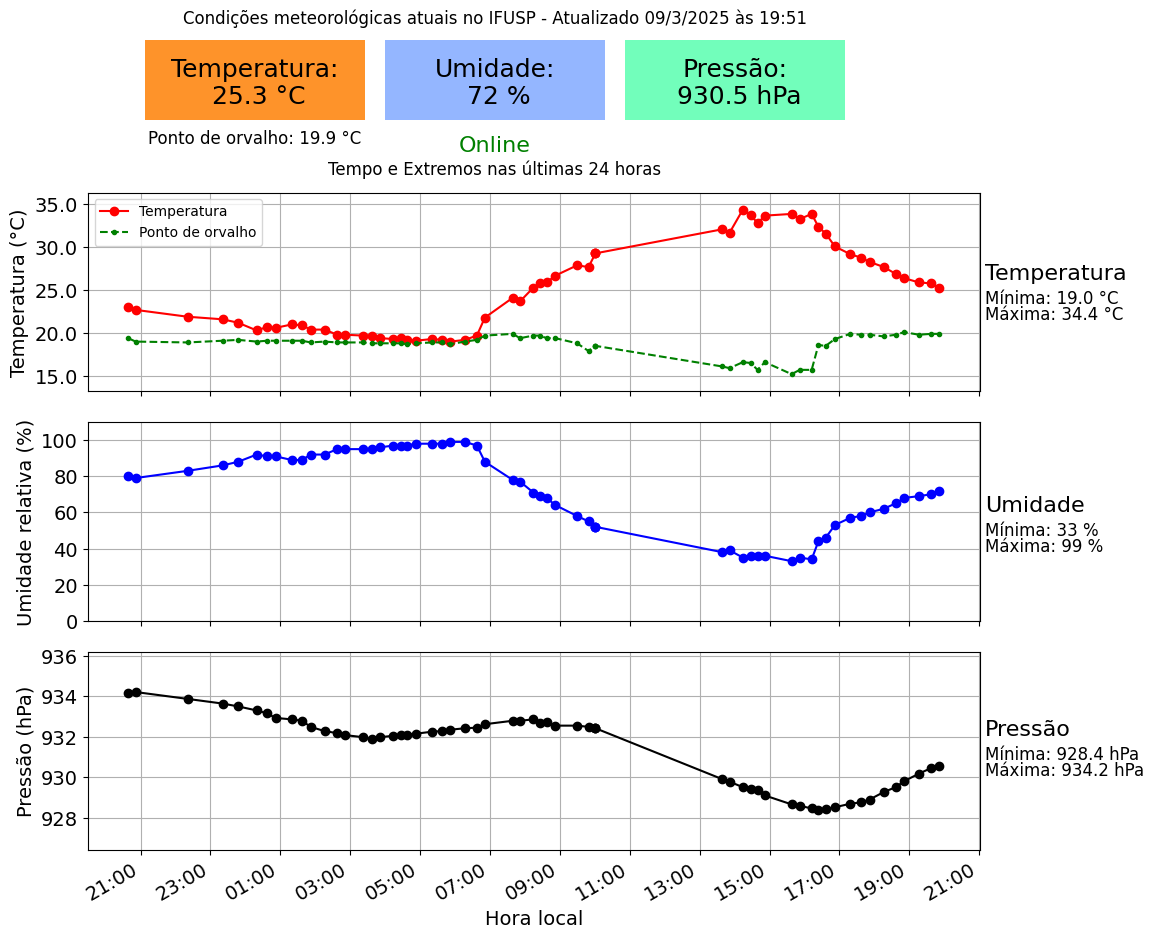 Condições meteorológicas atuais no IFUSP - Atualizado 09/3/2025 às 19:51
Temperatura:
25.3 °C
Umidade:
72 %
Pressão:
930.5 hPa
Ponto de orvalho: 19.9 °C
Online
Tempo e Extremos nas últimas 24 horas
Temperatura (°C)
35.0
30.0
25.0
20.0
15.0
Temperatura
Ponto de orvalho
Temperatura
Mínima: 19.0 °C
Máxima: 34.4 °C
Umidade relativa (%)
100
80
60
40
20
0
Umidade
Mínima: 33 %
Máxima: 99 %
Pressão (hPa)
936
934
932
930
928
Pressão
Mínima: 928.4 hPa
Máxima: 934.2 hPa
21:00 23:00 01:00 03:00 05:00 07:00 09:00 11:00 13:00 15:00 17:00 19:00 21:00
Hora local